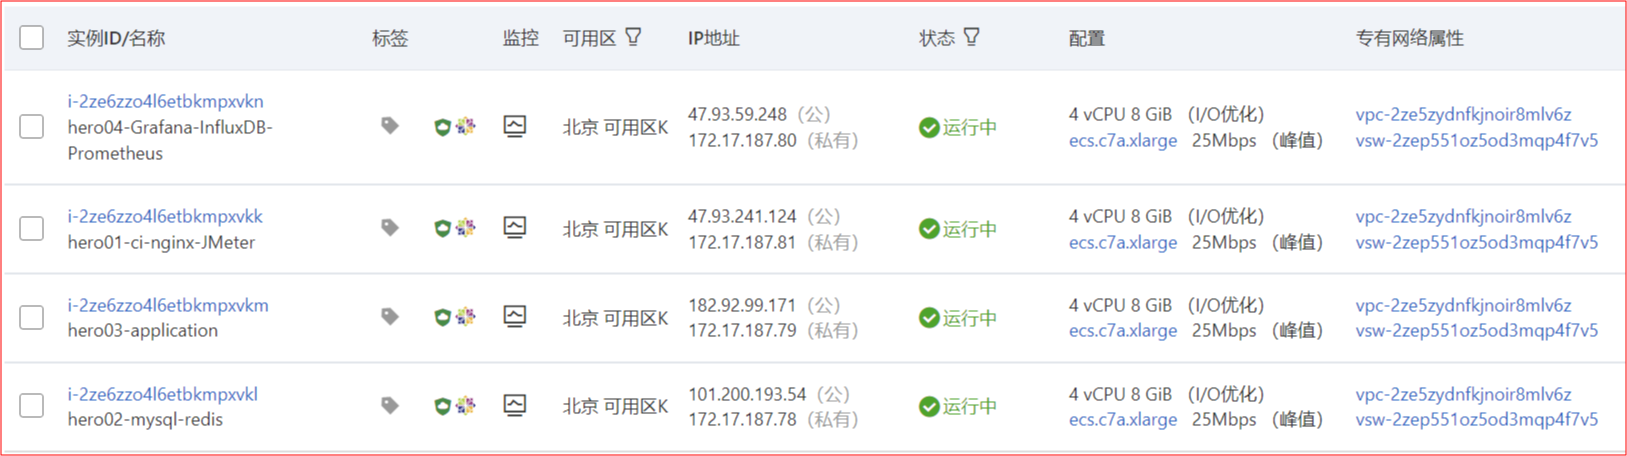 实例ID/名称 标签 监控 可用区 IP地址 状态 配置 专有网络属性
i-2ze6zzo4l6etbkmpxvkn
hero04-Grafana-InfluxDB-
Prometheus
北京 可用区K
47.93.59.248 (公)
172.17.187.80 (私有)
运行中
4 vCPU 8 GiB (I/O优化)
ecs.c7a.xlarge 25Mbps (峰值)
vpc-2ze5zydnfkjnoir8mlv6z
vsw-2zep551oz5od3mqp4f7v5
i-2ze6zzo4l6etbkmpxvkk
hero01-ci-nginx-JMeter
北京 可用区K
47.93.241.124 (公)
172.17.187.81 (私有)
运行中
4 vCPU 8 GiB (I/O优化)
ecs.c7a.xlarge 25Mbps (峰值)
vpc-2ze5zydnfkjnoir8mlv6z
vsw-2zep551oz5od3mqp4f7v5
i-2ze6zzo4l6etbkmpxvkm
hero03-application
北京 可用区K
182.92.99.171 (公)
172.17.187.79 (私有)
运行中
4 vCPU 8 GiB (I/O优化)
ecs.c7a.xlarge 25Mbps (峰值)
vpc-2ze5zydnfkjnoir8mlv6z
vsw-2zep551oz5od3mqp4f7v5
i-2ze6zzo4l6etbkmpxvkl
hero02-mysql-redis
北京 可用区K
101.200.193.54 (公)
172.17.187.78 (私有)
运行中
4 vCPU 8 GiB (I/O优化)
ecs.c7a.xlarge 25Mbps (峰值)
vpc-2ze5zydnfkjnoir8mlv6z
vsw-2zep551oz5od3mqp4f7v5